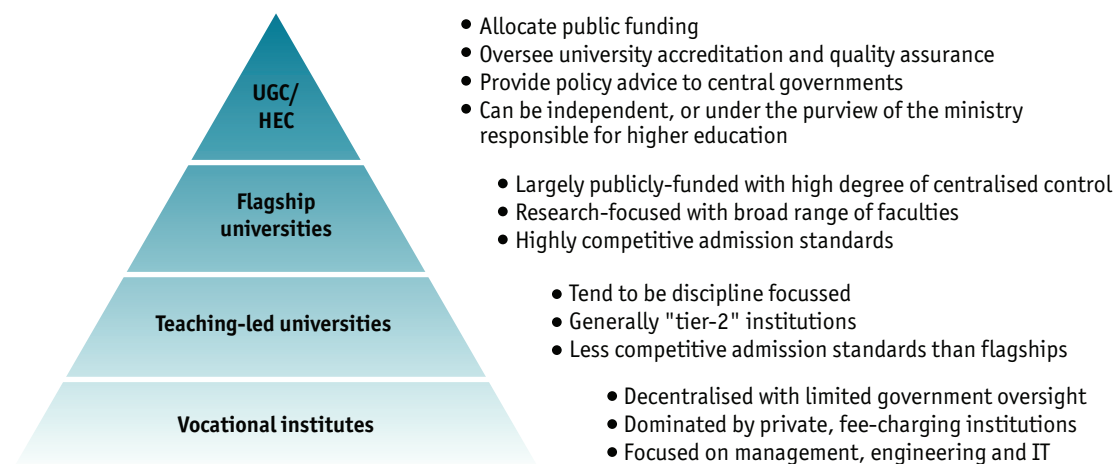 UGC/
HEC
• Allocate public funding
• Oversee university accreditation and quality assurance
• Provide policy advice to central governments
• Can be independent, or under the purview of the ministry
responsible for higher education
Flagship
universities
• Largely publicly-funded with high degree of centralised control
• Research-focused with broad range of faculties
• Highly competitive admission standards
Teaching-led universities
• Tend to be discipline focussed
• Generally "tier-2" institutions
• Less competitive admission standards than flagships
Vocational institutes
• Decentralised with limited government oversight
• Dominated by private, fee-charging institutions
• Focused on management, engineering and IT